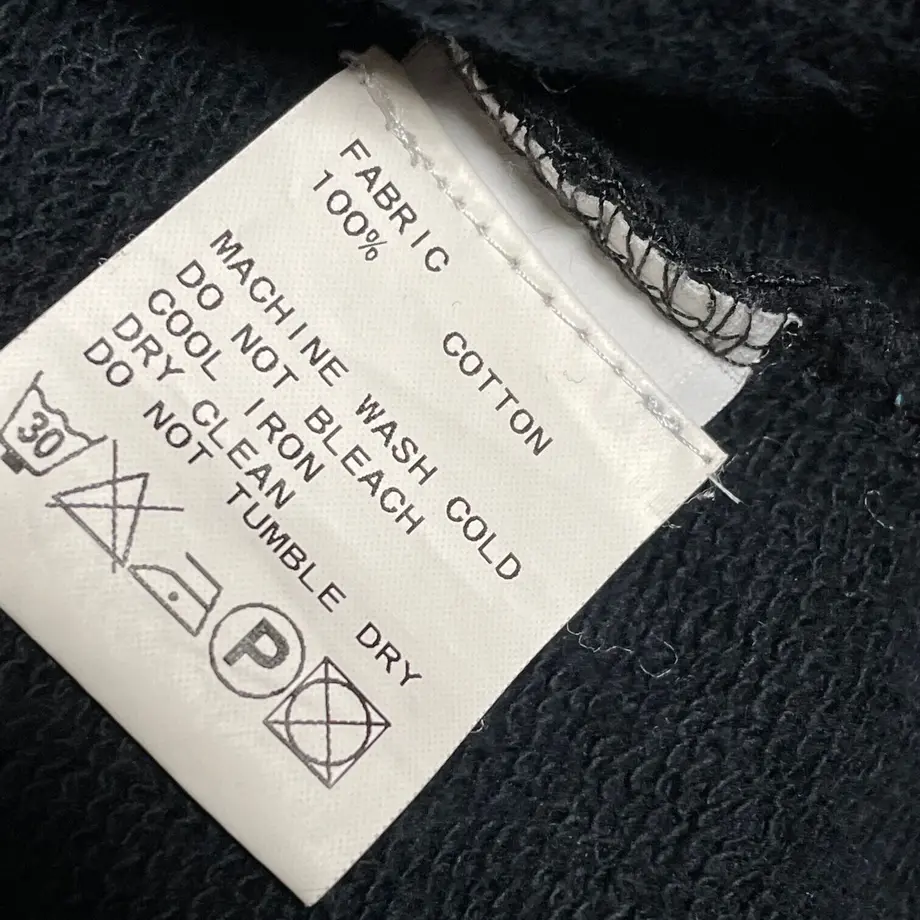 FABRIC
100% COTTON
MACHINE WASH COLD
DO NOT BLEACH
COOL IRON
DRY CLEAN
DO NOT TUMBLE DRY
30
P